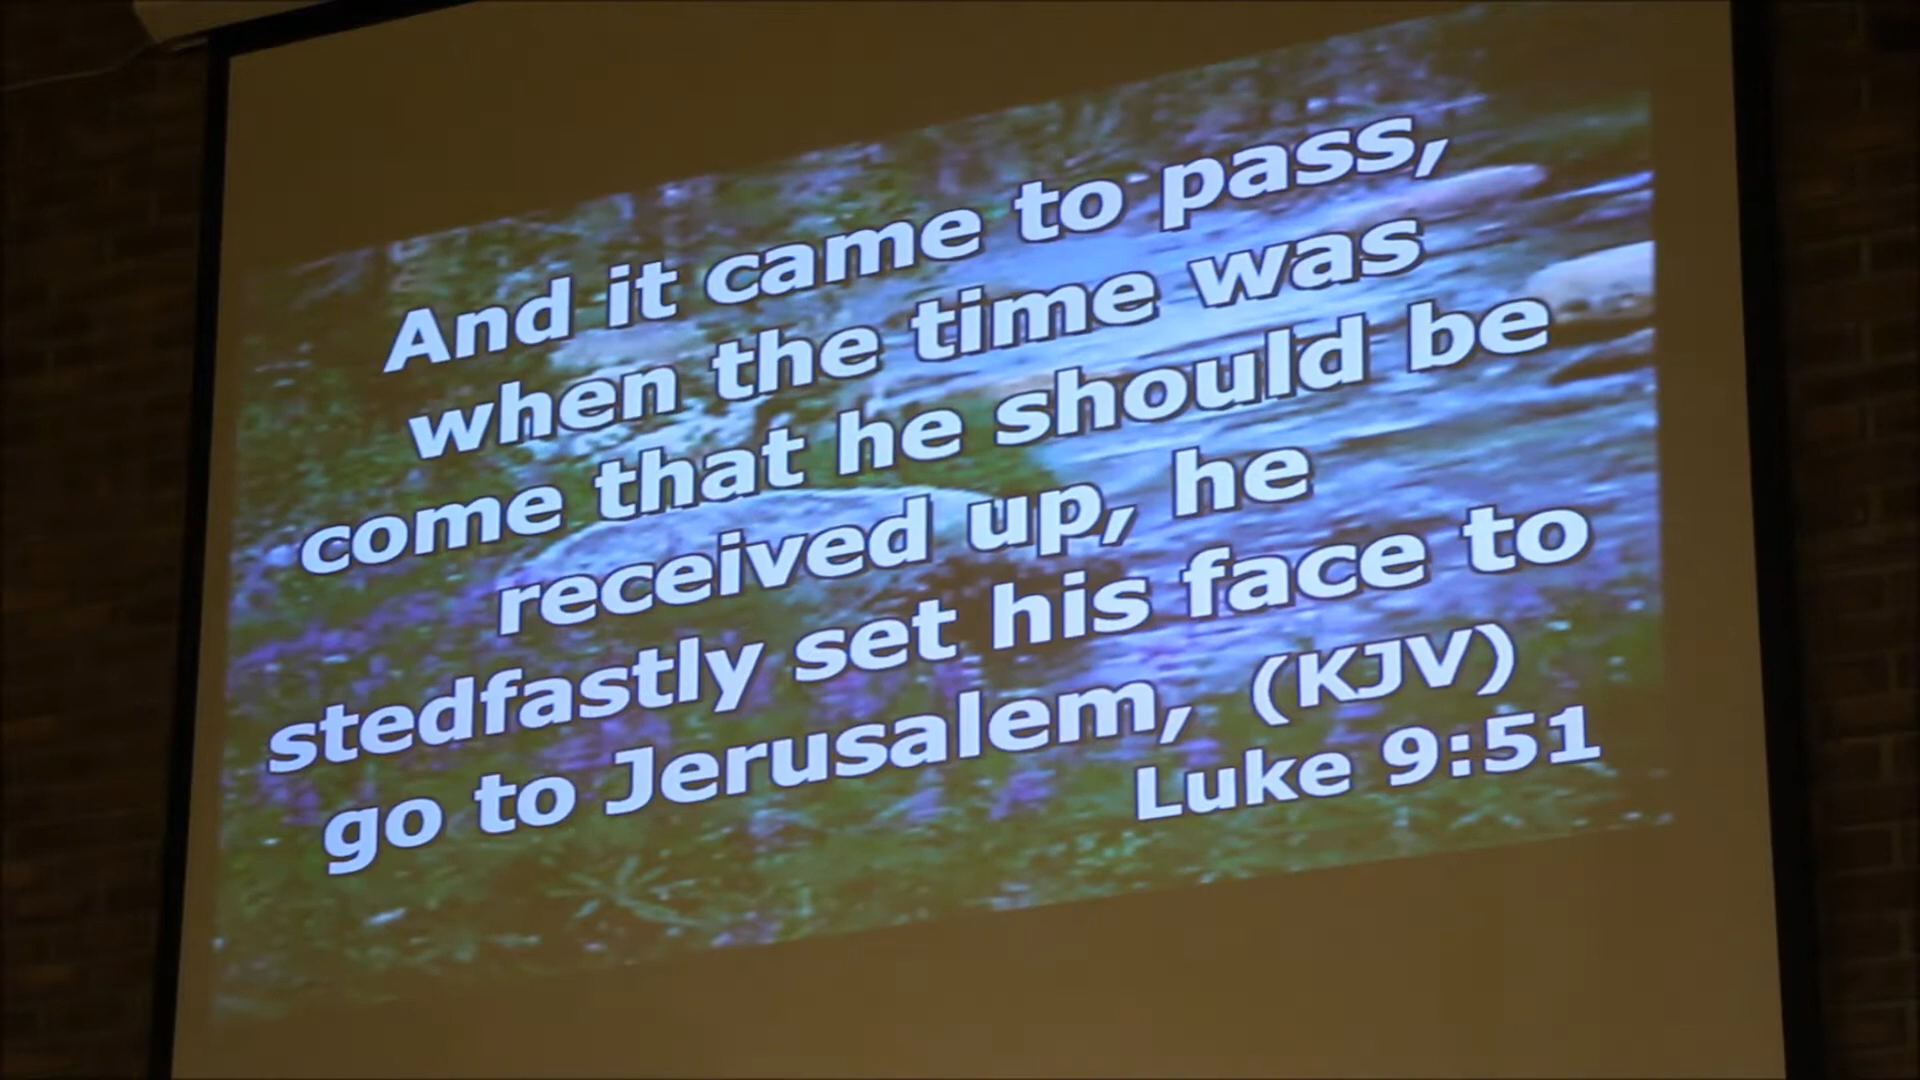 And it came to pass,
when the time was
come that he should be
received up, he
stedfastly set his face to
go to Jerusalem, (KJV)
Luke 9:51